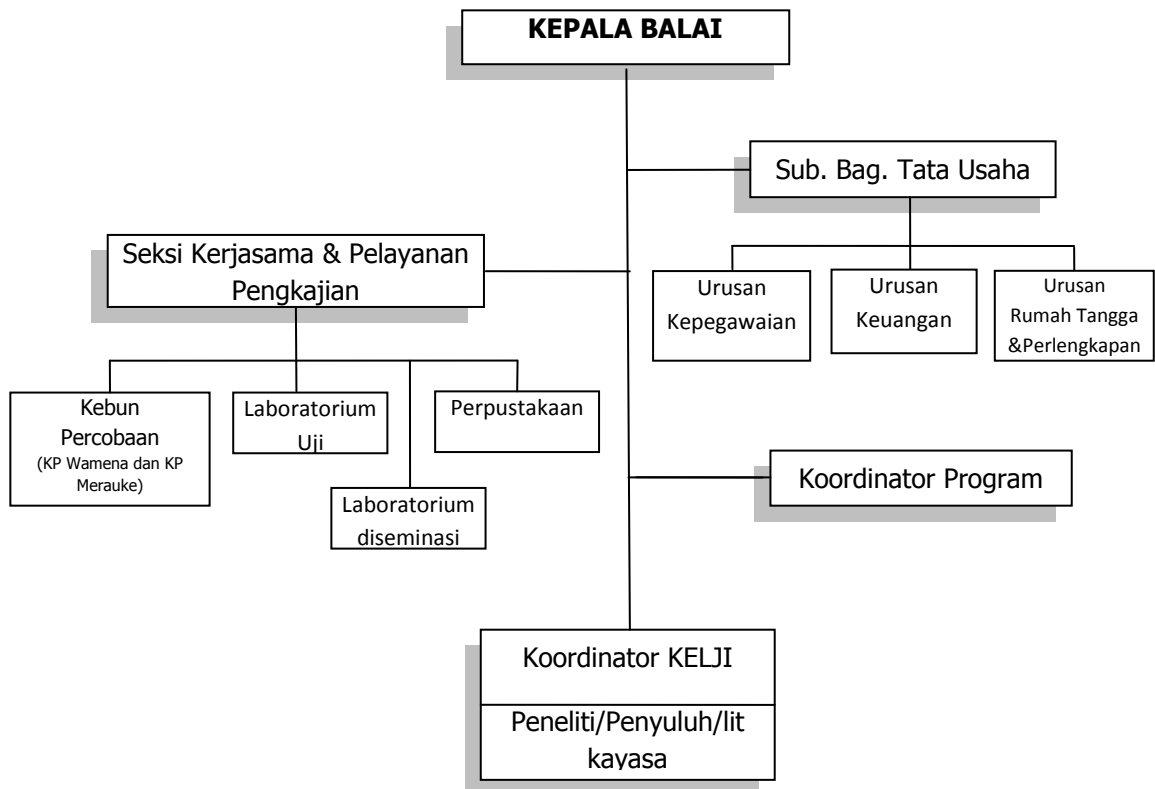 KEPALA BALAI
Sub. Bag. Tata Usaha
Seksi Kerjasama & Pelayanan
Pengkajian
Urusan
Kepegawaian
Urusan
Keuangan
Urusan
Rumah Tangga
&Perlengkapan
Kebun
Percobaan
(KP Wamena dan KP
Merauke)
Laboratorium
Uji
Laboratorium
diseminasi
Perpustakaan
Koordinator Program
Koordinator KELJI
Peneliti/Penyuluh/lit
kayasa